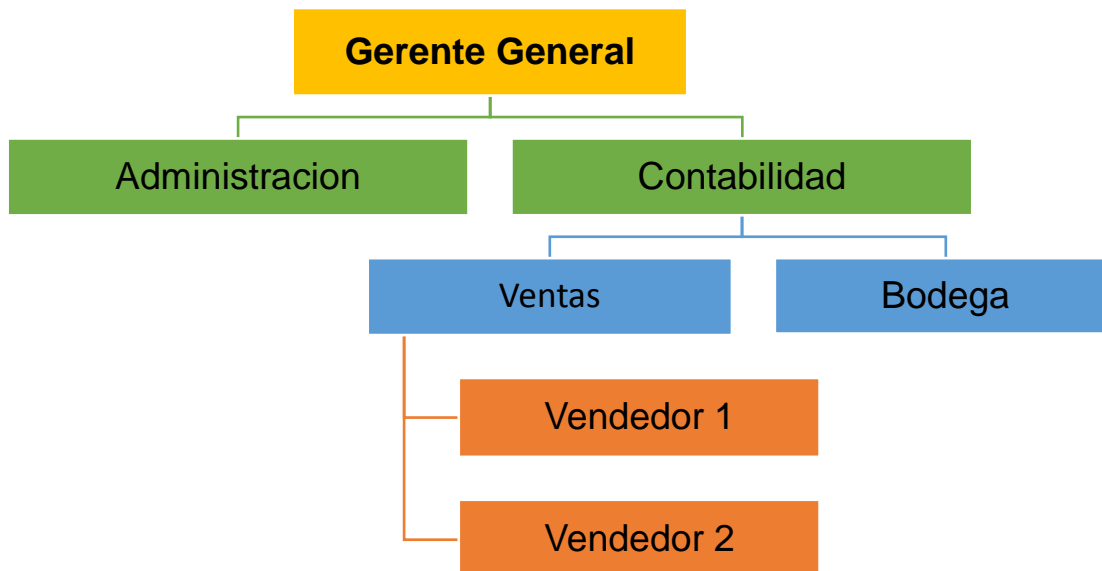 Gerente General
Administracion
Contabilidad
Ventas
Bodega
Vendedor 1
Vendedor 2